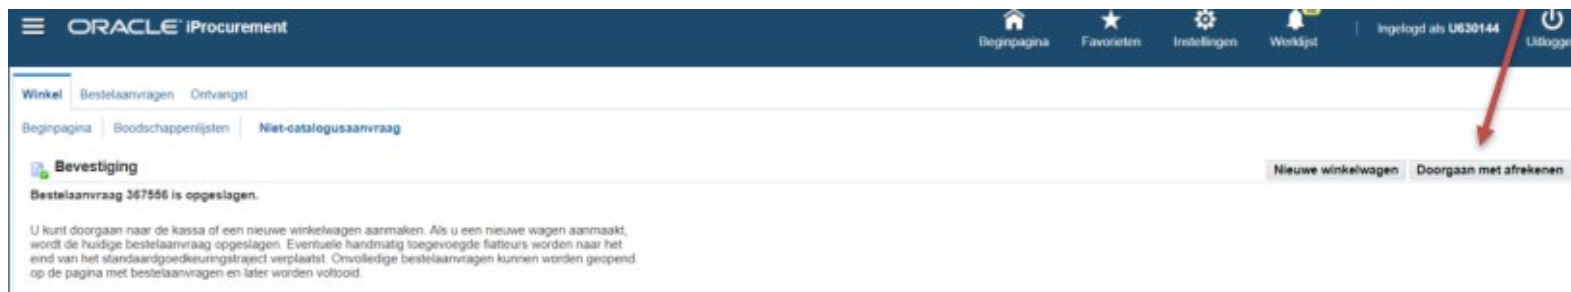 ORACLE iProcurement
Beginpagina Favorieten Instellingen Werklijst Ingelogd als U630144 Uitlogge
Winkel Bestelaanvragen Ontvangst
Beginpagina Boodschappenlijsten Niet-catalogusaanvraag
Bevestiging Nieuwe winkelwagen Doorgaan met afrekenen
Bestelaanvraag 367556 is opgeslagen.
U kunt doorgaan naar de kassa of een nieuwe winkelwagen aanmaken. Als u een nieuwe wagen aanmaakt,
wordt de huidige bestelaanvraag opgeslagen. Eventuele handmatig toegevoegde fiatteurs worden naar het
eind van het standaardgoedkeuringstraject verplaatst. Onvolledige bestelaanvragen kunnen worden geopend
op de pagina met bestelaanvragen en later worden voltooid.